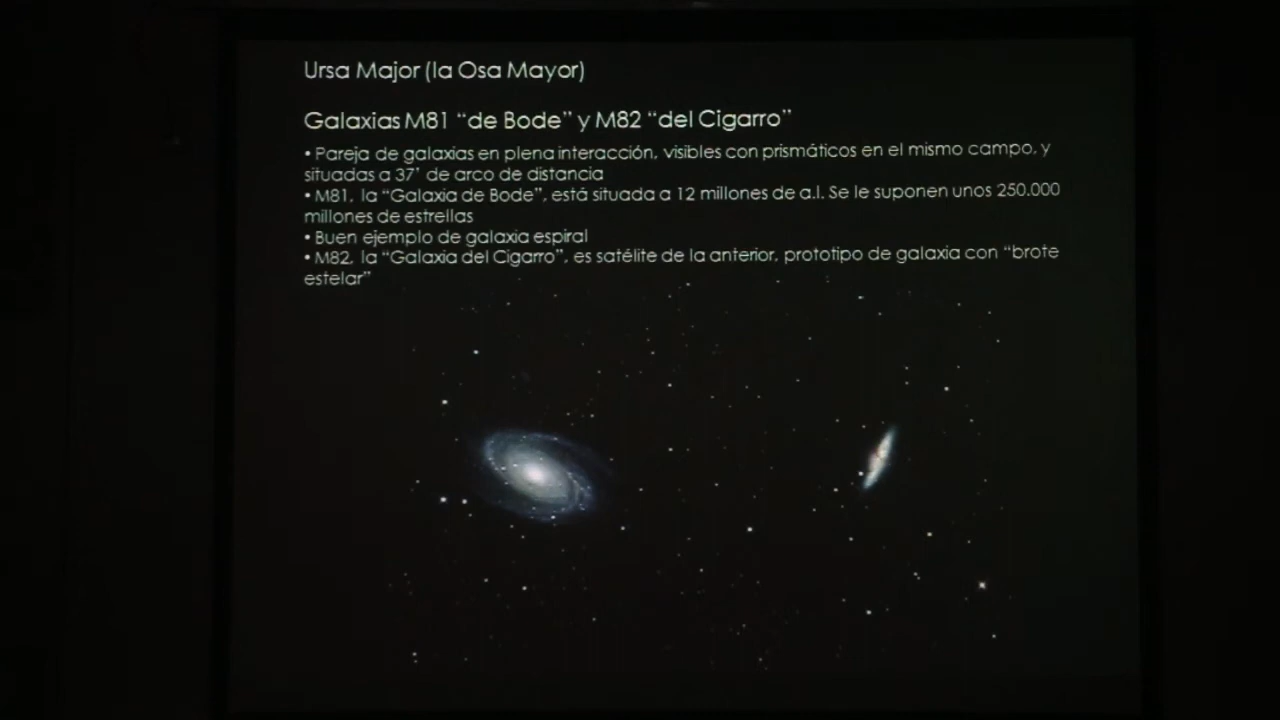 Ursa Major (la Osa Mayor)
Galaxias M81 “de Bode” y M82 “del Cigarro”
• Pareja de galaxias en plena interacción, visibles con prismáticos en el mismo campo, y
situadas a 37' de arco de distancia
• M81, la “Galaxia de Bode”, está situada a 12 millones de a.l. Se le suponen unos 250.000
millones de estrellas
• Buen ejemplo de galaxia espiral
• M82, la “Galaxia del Cigarro”, es satélite de la anterior, prototipo de galaxia con “brote
estelar”